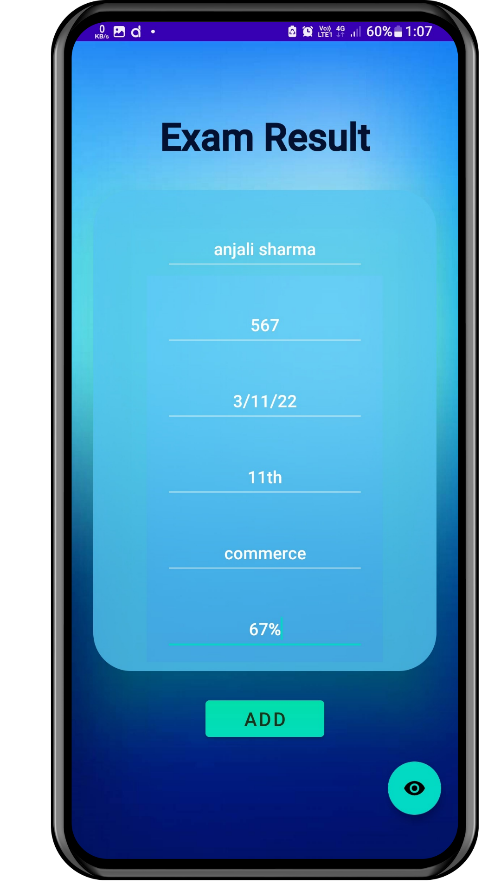 0
KB/s
Vo))
LTE1
4G
60%
1:07
Exam Result
anjali sharma
567
3/11/22
11th
commerce
67%
ADD